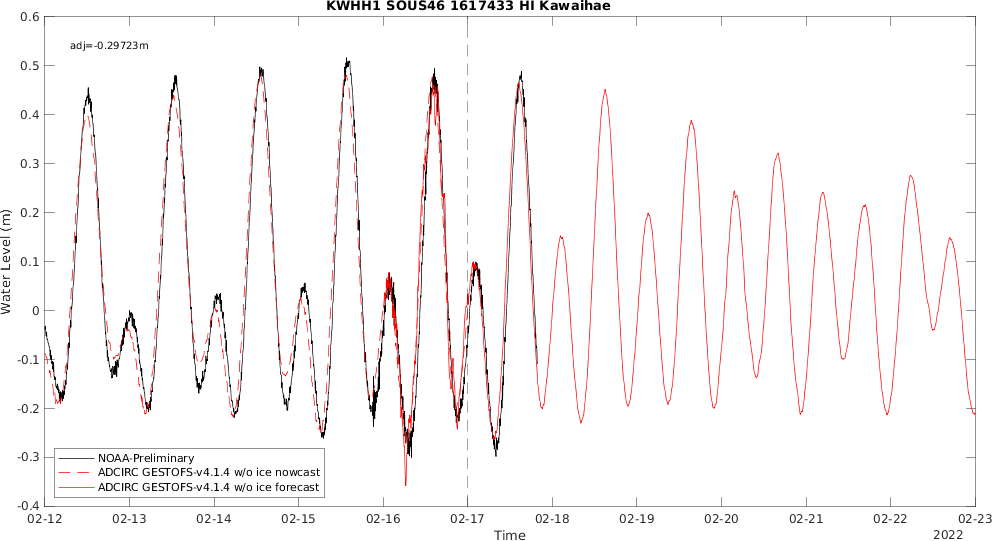 KWHH1 SOUS46 1617433 HI Kawaihae
adj=-0.29723m
Water Level (m)
0.6
0.5
0.4
0.3
0.2
0.1
0
-0.1
-0.2
-0.3
-0.4
NOAA-Preliminary
ADCIRC GESTOFS-v4.1.4 w/o ice nowcast
ADCIRC GESTOFS-v4.1.4 w/o ice forecast
02-12 02-13 02-14 02-15 02-16 02-17 02-18 02-19 02-20 02-21 02-22 02-23
Time
2022